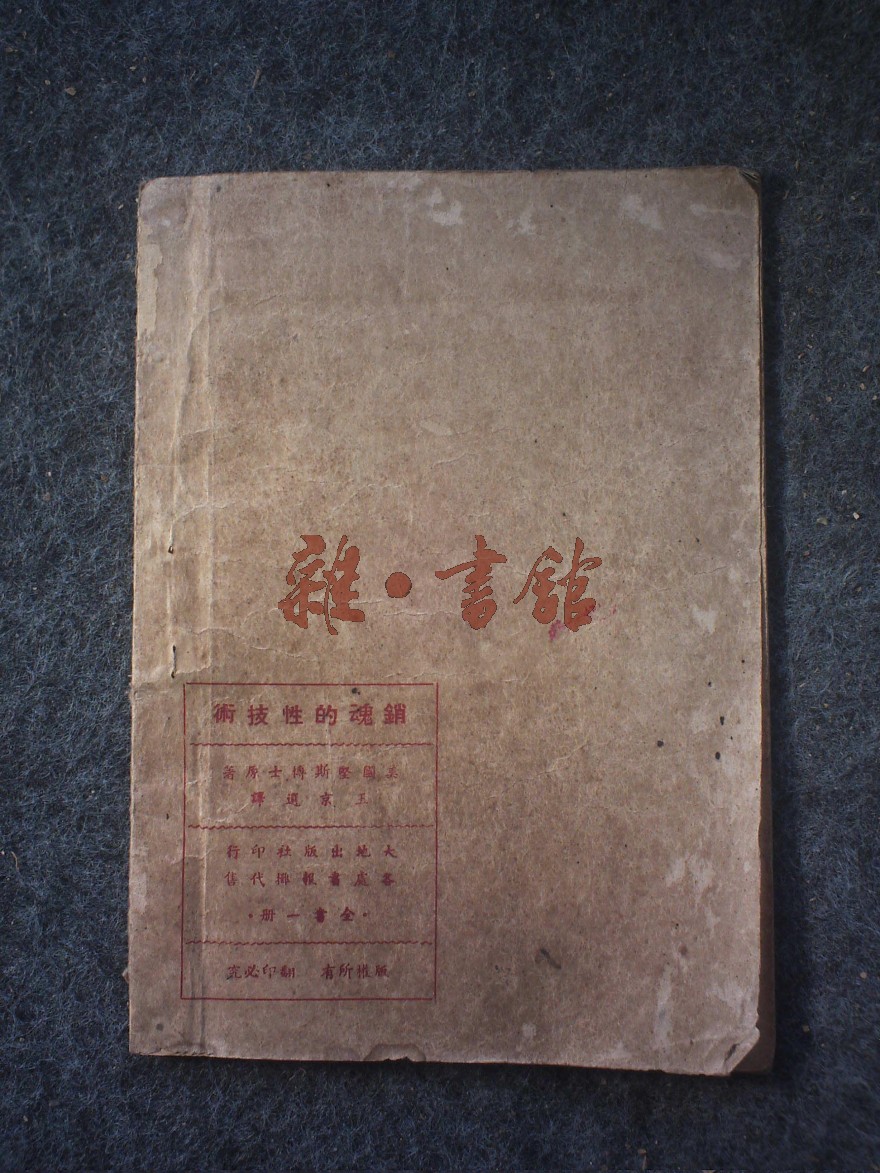 雜·書館
銷魂的性技術
美國堅斯博士原著
王京譯
大地出版社印行
各處書報攤代售
·全書一册·
版權所有　翻印必究